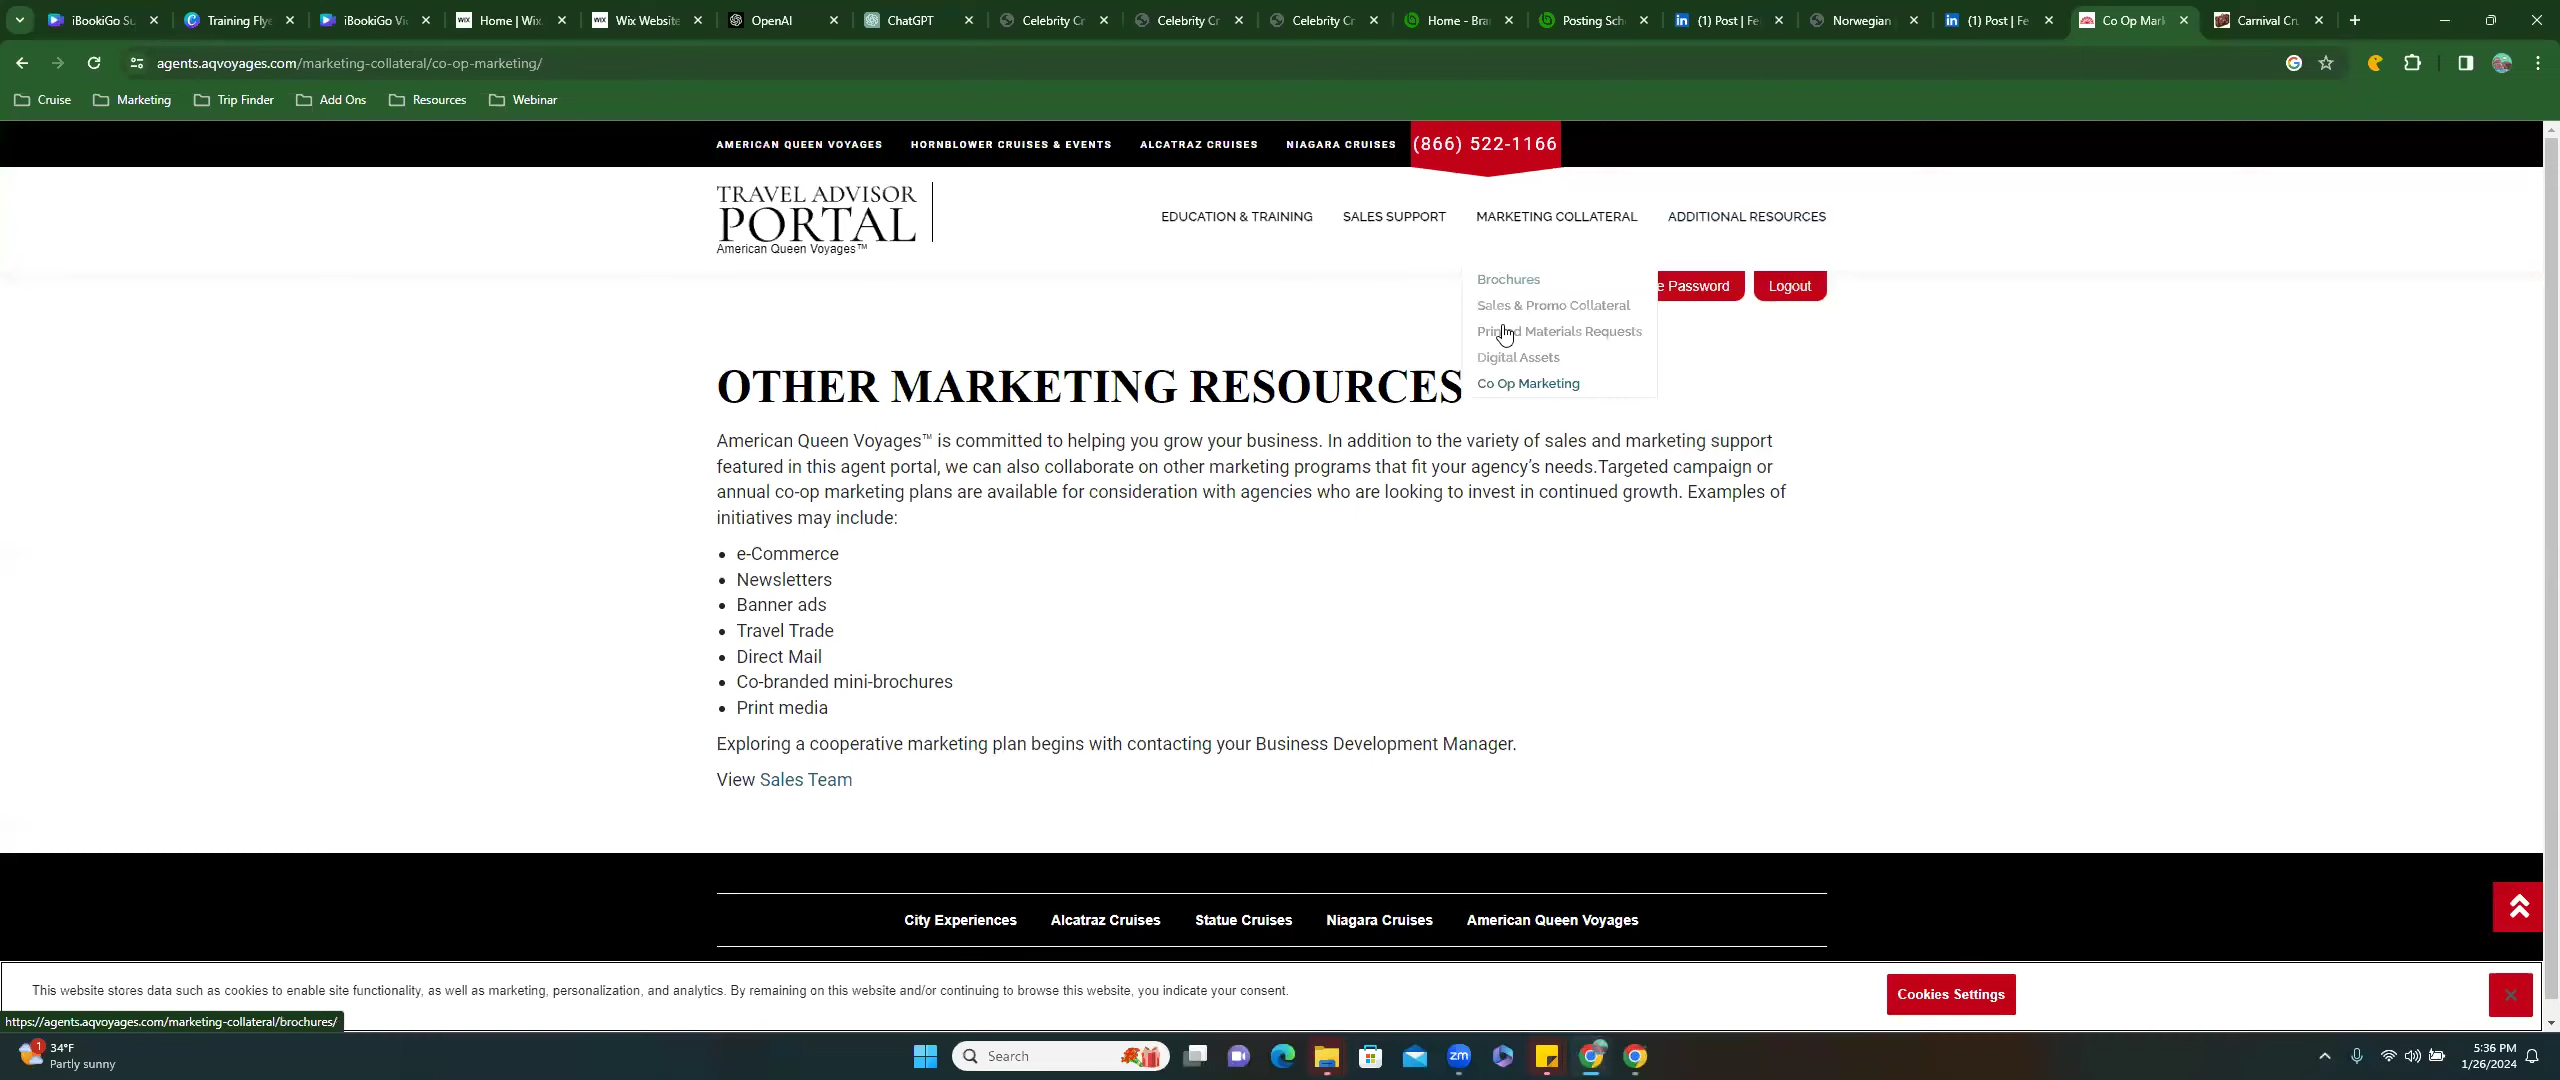 iBookiGo Su
Training Flye
iBookiGo Vi
Home | Wix.
Wix Website
OpenAI
ChatGPT
Celebrity Cr
Celebrity Cr
Celebrity Cr
Home - Bra
Posting Sch
(1) Post | Fe
Norwegian
(1) Post | Fe
Co Op Mark
Carnival Cru
agents.aqvoyages.com/marketing-collateral/co-op-marketing/
Cruise
Marketing
Trip Finder
Add Ons
Resources
Webinar
AMERICAN QUEEN VOYAGES
HORNBLOWER CRUISES & EVENTS
ALCATRAZ CRUISES
NIAGARA CRUISES
(866) 522-1166
TRAVEL ADVISOR
PORTAL
American Queen Voyages™
EDUCATION & TRAINING
SALES SUPPORT
MARKETING COLLATERAL
ADDITIONAL RESOURCES
Brochures
Sales & Promo Collateral
Printed Materials Requests
Digital Assets
Co Op Marketing
e Password
Logout
OTHER MARKETING RESOURCES
American Queen Voyages™ is committed to helping you grow your business. In addition to the variety of sales and marketing support
featured in this agent portal, we can also collaborate on other marketing programs that fit your agency’s needs.Targeted campaign or
annual co-op marketing plans are available for consideration with agencies who are looking to invest in continued growth. Examples of
initiatives may include:
• e-Commerce
• Newsletters
• Banner ads
• Travel Trade
• Direct Mail
• Co-branded mini-brochures
• Print media
Exploring a cooperative marketing plan begins with contacting your Business Development Manager.
View Sales Team
City Experiences
Alcatraz Cruises
Statue Cruises
Niagara Cruises
American Queen Voyages
This website stores data such as cookies to enable site functionality, as well as marketing, personalization, and analytics. By remaining on this website and/or continuing to browse this website, you indicate your consent.
Cookies Settings
https://agents.aqvoyages.com/marketing-collateral/brochures/
1
34°F
Partly sunny
Search
zm
5:36 PM
1/26/2024